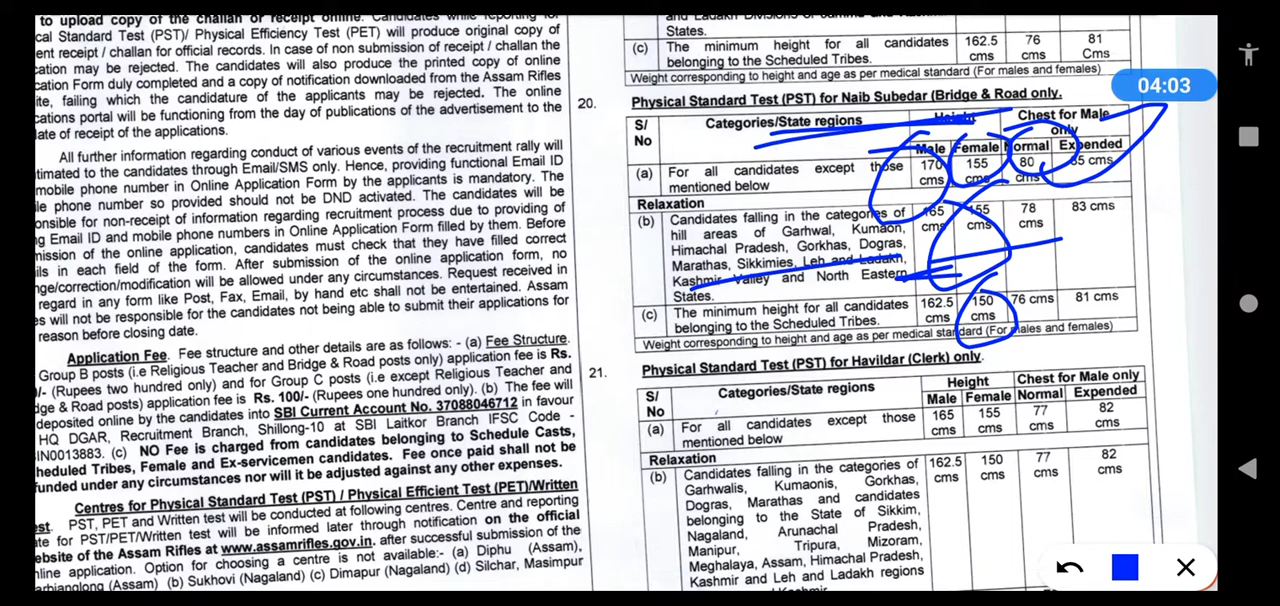 to upload copy of the challan or receipt online. Candidates while reporting for
cal Standard Test (PST)/ Physical Efficiency Test (PET) will produce original copy of
ent receipt / challan for official records. In case of non submission of receipt / challan the
cation may be rejected. The candidates will also produce the printed copy of online
cation Form duly completed and a copy of notification downloaded from the Assam Rifles
ite, failing which the candidature of the applicants may be rejected. The online
cations portal will be functioning from the day of publications of the advertisement to the
late of receipt of the applications.
All further information regarding conduct of various events of the recruitment rally will
timated to the candidates through Email/SMS only. Hence, providing functional Email ID
mobile phone number in Online Application Form by the applicants is mandatory. The
le phone number so provided should not be DND activated. The candidates will be
onsible for non-receipt of information regarding recruitment process due to providing of
g Email ID and mobile phone numbers in Online Application Form filled by them. Before
mission of the online application, candidates must check that they have filled correct
ils in each field of the form. After submission of the online application form, no
nge/correction/modification will be allowed under any circumstances. Request received in
regard in any form like Post, Fax, Email, by hand etc shall not be entertained. Assam
es will not be responsible for the candidates not being able to submit their applications for
reason before closing date.
Application Fee. Fee structure and other details are as follows: - (a) Fee Structure.
Group B posts (i.e Religious Teacher and Bridge & Road posts only) application fee is Rs.
/- (Rupees two hundred only) and for Group C posts (i.e except Religious Teacher and
dge & Road posts) application fee is Rs. 100/- (Rupees one hundred only). (b) The fee will
deposited online by the candidates into SBI Current Account No. 37088046712 in favour
HQ DGAR, Recruitment Branch, Shillong-10 at SBI Laitkor Branch IFSC Code -
IN0013883. (c) NO Fee is charged from candidates belonging to Schedule Casts,
heduled Tribes, Female and Ex-servicemen candidates. Fee once paid shall not be
funded under any circumstances nor will it be adjusted against any other expenses.
Centres for Physical Standard Test (PST) / Physical Efficient Test (PET)/Written
est. PST, PET and Written test will be conducted at following centres. Centre and reporting
ate for PST/PET/Written test will be informed later through notification on the official
ebsite of the Assam Rifles at www.assamrifles.gov.in. after successful submission of the
nline application. Option for choosing a centre is not available:- (a) Diphu (Assam),
arbianglong (Assam) (b) Sukhovi (Nagaland) (c) Dimapur (Nagaland) (d) Silchar, Masimpur
States.
(c) The minimum height for all candidates 162.5 76 81
belonging to the Scheduled Tribes. cms cms Cms
Weight corresponding to height and age as per medical standard (For males and females)
04:03
20. Physical Standard Test (PST) for Naib Subedar (Bridge & Road only.
S/ No Categories/State regions Height Chest for Male only
Male Female Normal Expended
(a) For all candidates except those 170 155 80 85 cms
mentioned below cms cms cms
Relaxation
(b) Candidates falling in the categories of 165 155 78 83 cms
hill areas of Garhwal, Kumaon, cms cms cms
Himachal Pradesh, Gorkhas, Dogras,
Marathas, Sikkimies, Leh and Ladakh,
Kashmir Valley and North Eastern
States.
(c) The minimum height for all candidates 162.5 150 76 cms 81 cms
belonging to the Scheduled Tribes. cms cms
Weight corresponding to height and age as per medical standard (For males and females)
21. Physical Standard Test (PST) for Havildar (Clerk) only.
S/ No Categories/State regions Height Chest for Male only
Male Female Normal Expended
(a) For all candidates except those 165 155 77 82
mentioned below cms cms cms cms
Relaxation
(b) Candidates falling in the categories of 162.5 150 77 82
Garhwalis, Kumaonis, Gorkhas, cms cms cms cms
Dogras, Marathas and candidates
belonging to the State of Sikkim,
Nagaland, Arunachal Pradesh,
Manipur, Tripura, Mizoram,
Meghalaya, Assam, Himachal Pradesh,
Kashmir and Leh and Ladakh regions